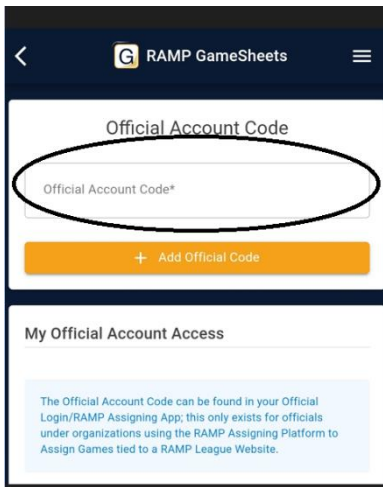 G RAMP GameSheets
Official Account Code
Official Account Code*
+ Add Official Code
My Official Account Access
The Official Account Code can be found in your Official
Login/RAMP Assigning App; this only exists for officials
under organizations using the RAMP Assigning Platform to
Assign Games tied to a RAMP League Website.